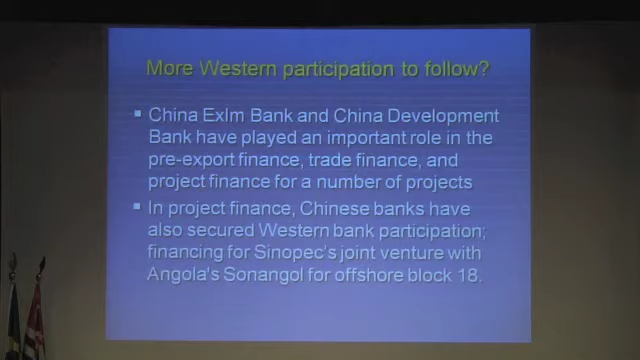 More Western participation to follow?
China ExIm Bank and China Development
Bank have played an important role in the
pre-export finance, trade finance, and
project finance for a number of projects
In project finance, Chinese banks have
also secured Western bank participation;
financing for Sinopec's joint venture with
Angola's Sonangol for offshore block 18.